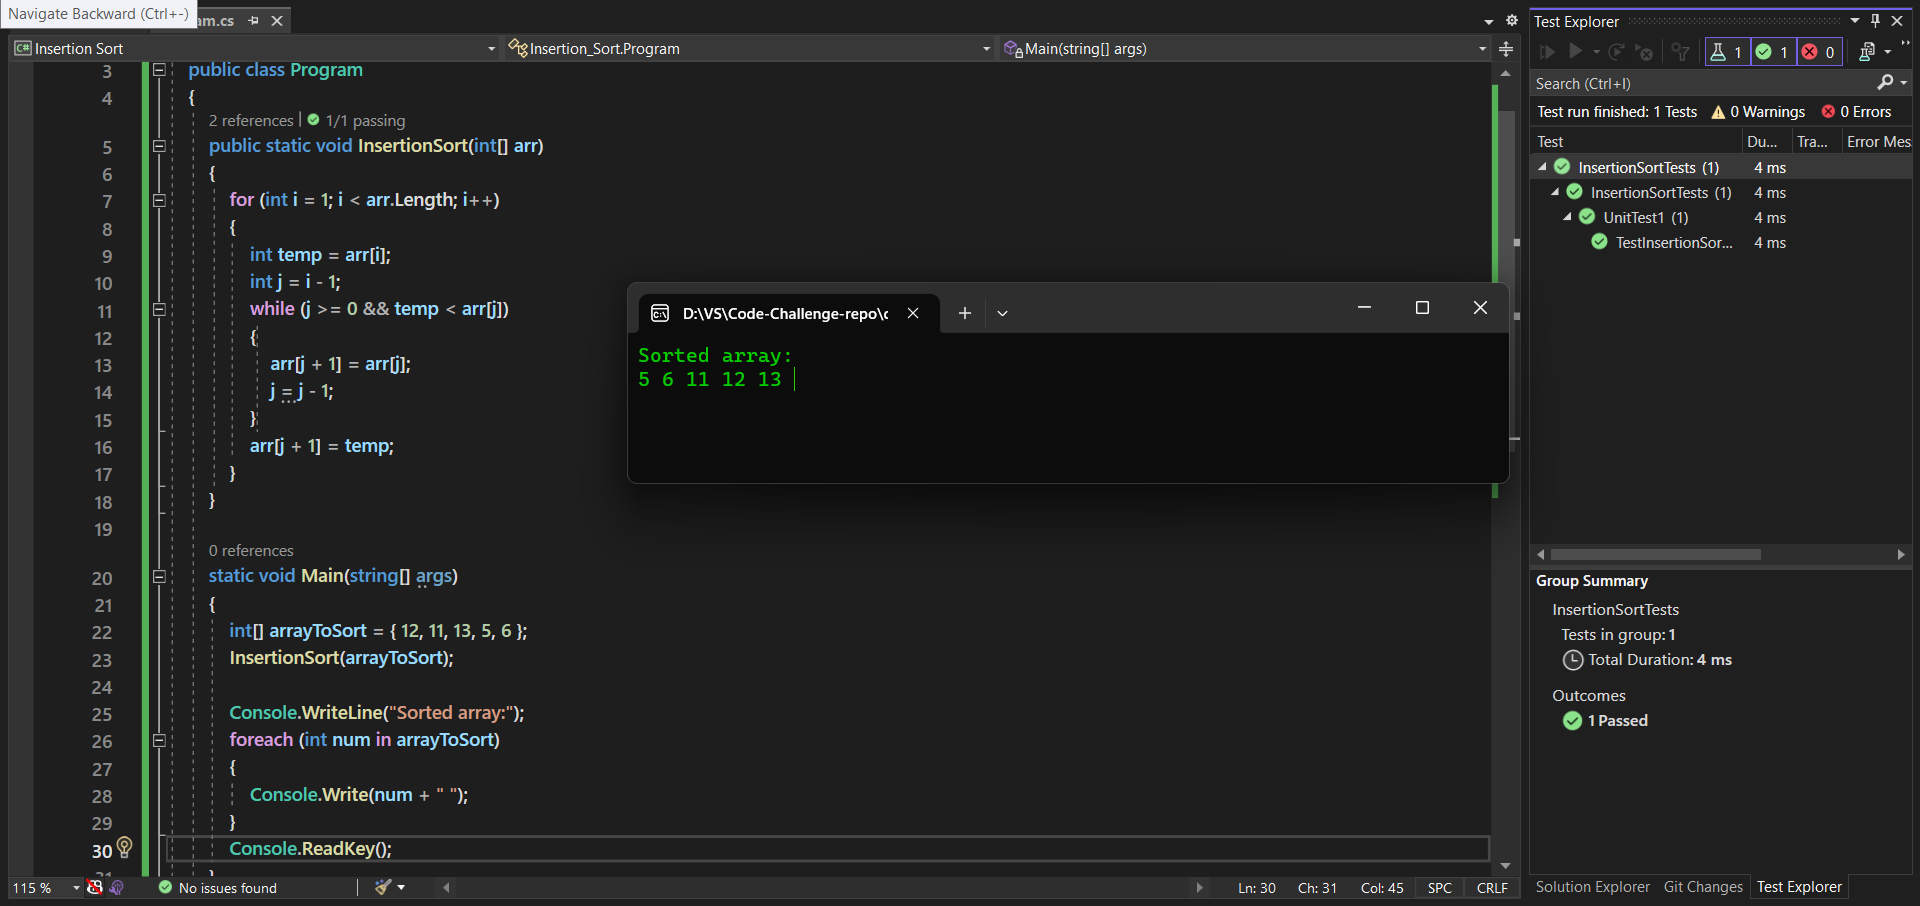 Navigate Backward (Ctrl+-)
am.cs
Insertion Sort
Insertion_Sort.Program
Main(string[] args)
3 public class Program
4 {
2 references | 1/1 passing
5 public static void InsertionSort(int[] arr)
6 {
7 for (int i = 1; i < arr.Length; i++)
8 {
9 int temp = arr[i];
10 int j = i - 1;
11 while (j >= 0 && temp < arr[j])
12 {
13 arr[j + 1] = arr[j];
14 j = j - 1;
15 }
16 arr[j + 1] = temp;
17 }
18 }
19
0 references
20 static void Main(string[] args)
21 {
22 int[] arrayToSort = { 12, 11, 13, 5, 6 };
23 InsertionSort(arrayToSort);
24
25 Console.WriteLine("Sorted array:");
26 foreach (int num in arrayToSort)
27 {
28 Console.Write(num + " ");
29 }
30 Console.ReadKey();
115 %
No issues found
Ln: 30 Ch: 31 Col: 45 SPC CRLF
D:\VS\Code-Challenge-repo\c
Sorted array:
5 6 11 12 13
Test Explorer
1 1 0
Search (Ctrl+I)
Test run finished: 1 Tests 0 Warnings 0 Errors
Test Du... Tra... Error Mes
InsertionSortTests (1) 4 ms
InsertionSortTests (1) 4 ms
UnitTest1 (1) 4 ms
TestInsertionSor... 4 ms
Group Summary
InsertionSortTests
Tests in group: 1
Total Duration: 4 ms
Outcomes
1 Passed
Solution Explorer Git Changes Test Explorer